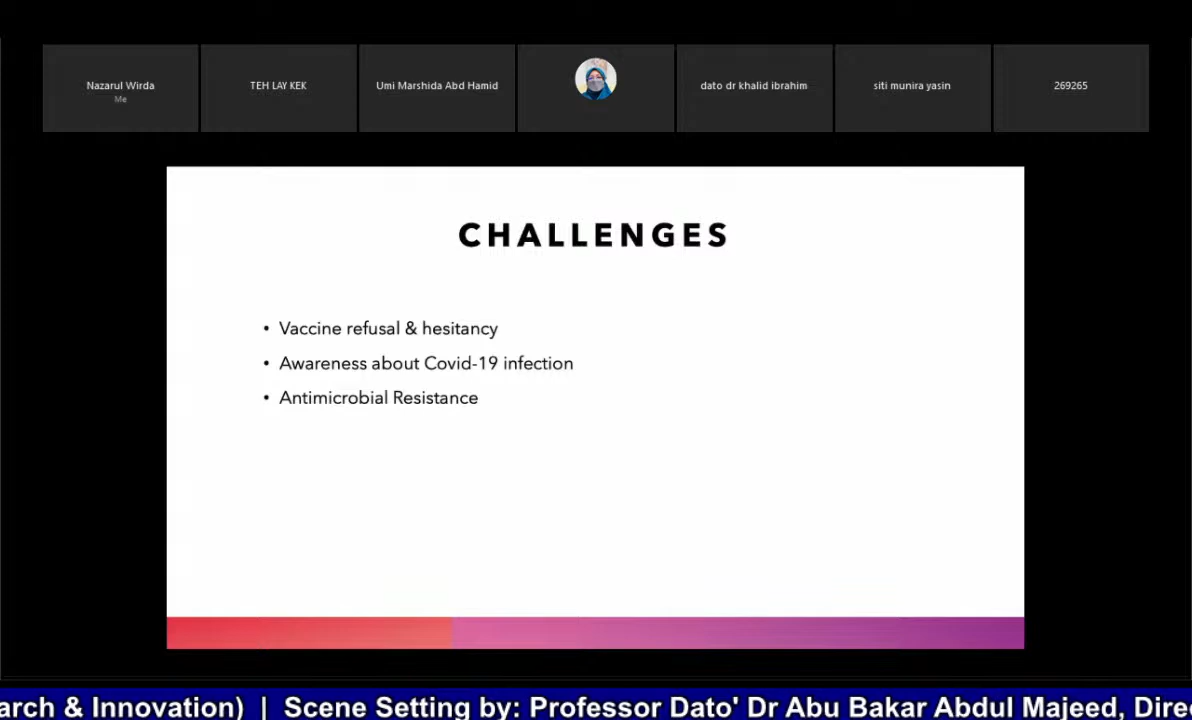 Nazarul Wirda
Me
TEH LAY KEK
Umi Marshida Abd Hamid
dato dr khalid ibrahim
siti munira yasin
269265
CHALLENGES
• Vaccine refusal & hesitancy
• Awareness about Covid-19 infection
• Antimicrobial Resistance
arch & Innovation) | Scene Setting by: Professor Dato' Dr Abu Bakar Abdul Majeed, Dire